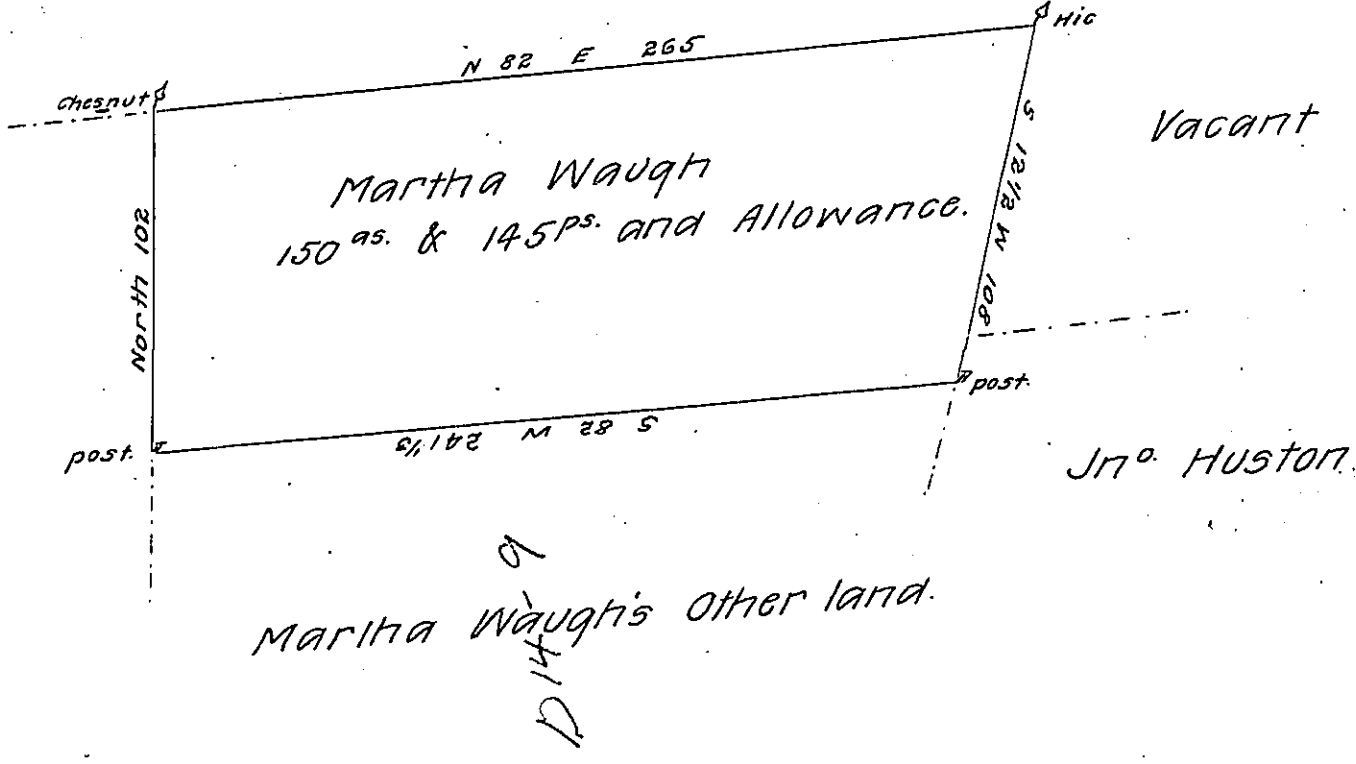 Hic
N 82 E 265
Chesnut
Vacant
S 12 1/2 W 108
Martha Waugh
150 as. & 145 ps. and Allowance.
North 102
post.
S 82 W 241 1/3
post.
Jno. Huston.
Martha Waugh's Other land.
D 14-9